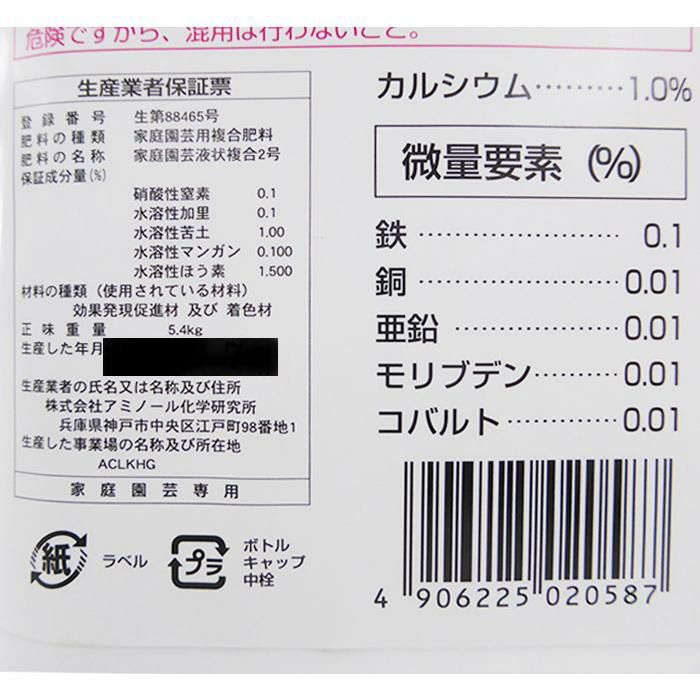 危険ですから、混用は行わないこと。
生産業者保証票
登録番号 生第88465号
肥料の種類 家庭園芸用複合肥料
肥料の名称 家庭園芸液状複合2号
保証成分量(%)
硝酸性窒素 0.1
水溶性加里 0.1
水溶性苦土 1.00
水溶性マンガン 0.100
水溶性ほう素 1.500
材料の種類（使用されている材料）
効果発現促進材 及び 着色材
正味重量 5.4kg
生産した年月
生産業者の氏名又は名称及び住所
株式会社アミノール化学研究所
兵庫県神戸市中央区江戸町98番地1
生産した事業場の名称及び所在地
ACLKHG
家庭園芸専用
紙 ラベル
プラ ボトル
キャップ
中栓
カルシウム………1.0%
微量要素 (%)
鉄………………… 0.1
銅…………………0.01
亜鉛 ……………0.01
モリブデン………0.01
コバルト…………0.01
4 906225 020587